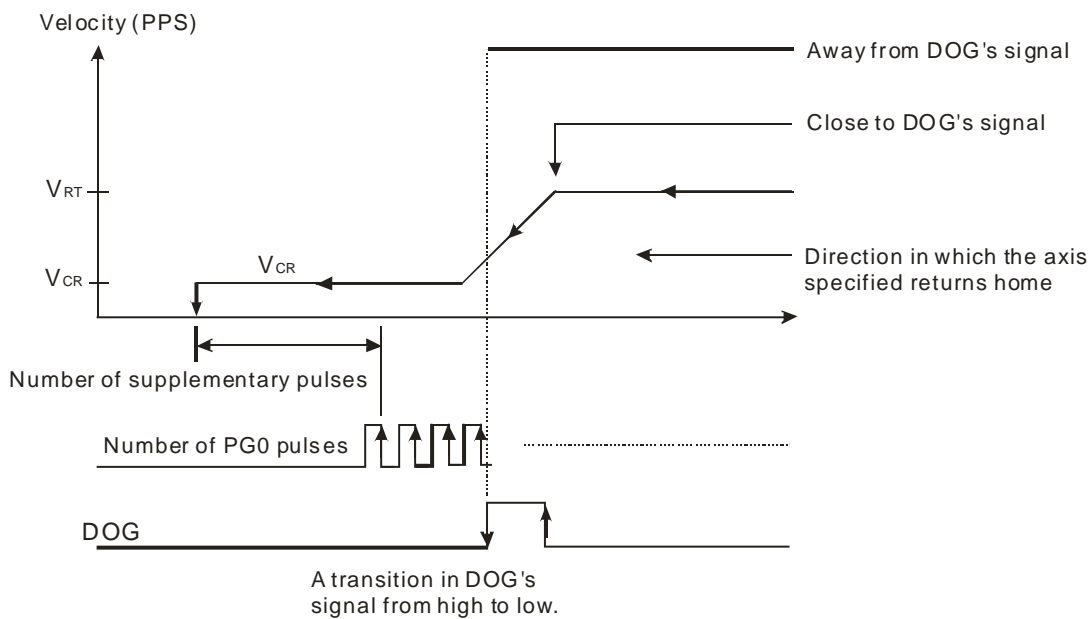 Velocity (PPS)
Away from DOG's signal
Close to DOG's signal
VRT
VCR
VCR
Direction in which the axis
specified returns home
Number of supplementary pulses
Number of PG0 pulses
DOG
A transition in DOG's
signal from high to low.